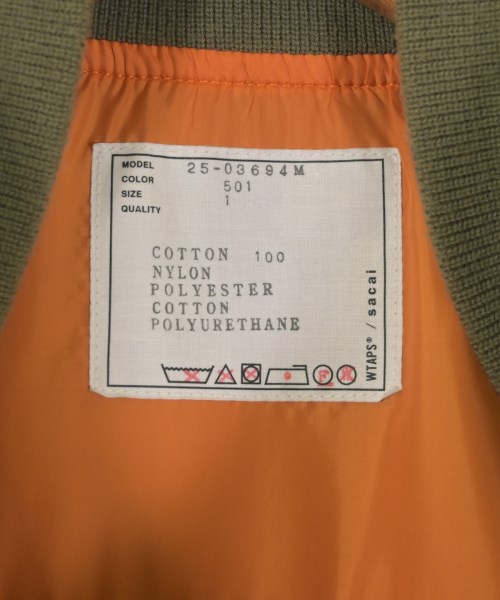 MODEL 25-03694M
COLOR 501
SIZE 1
QUALITY
COTTON 100
NYLON
POLYESTER
COTTON
POLYURETHANE
WTAPS® / sacai